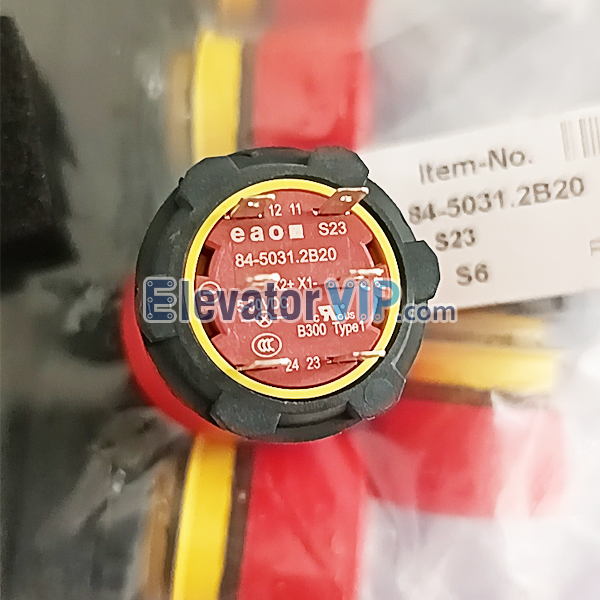 Item-No.
84-5031.2B20
S23
S6
12 11
eao S23
84-5031.2B20
X1-
ElevatorVIP.com
B300 Type1
CCC
24 23